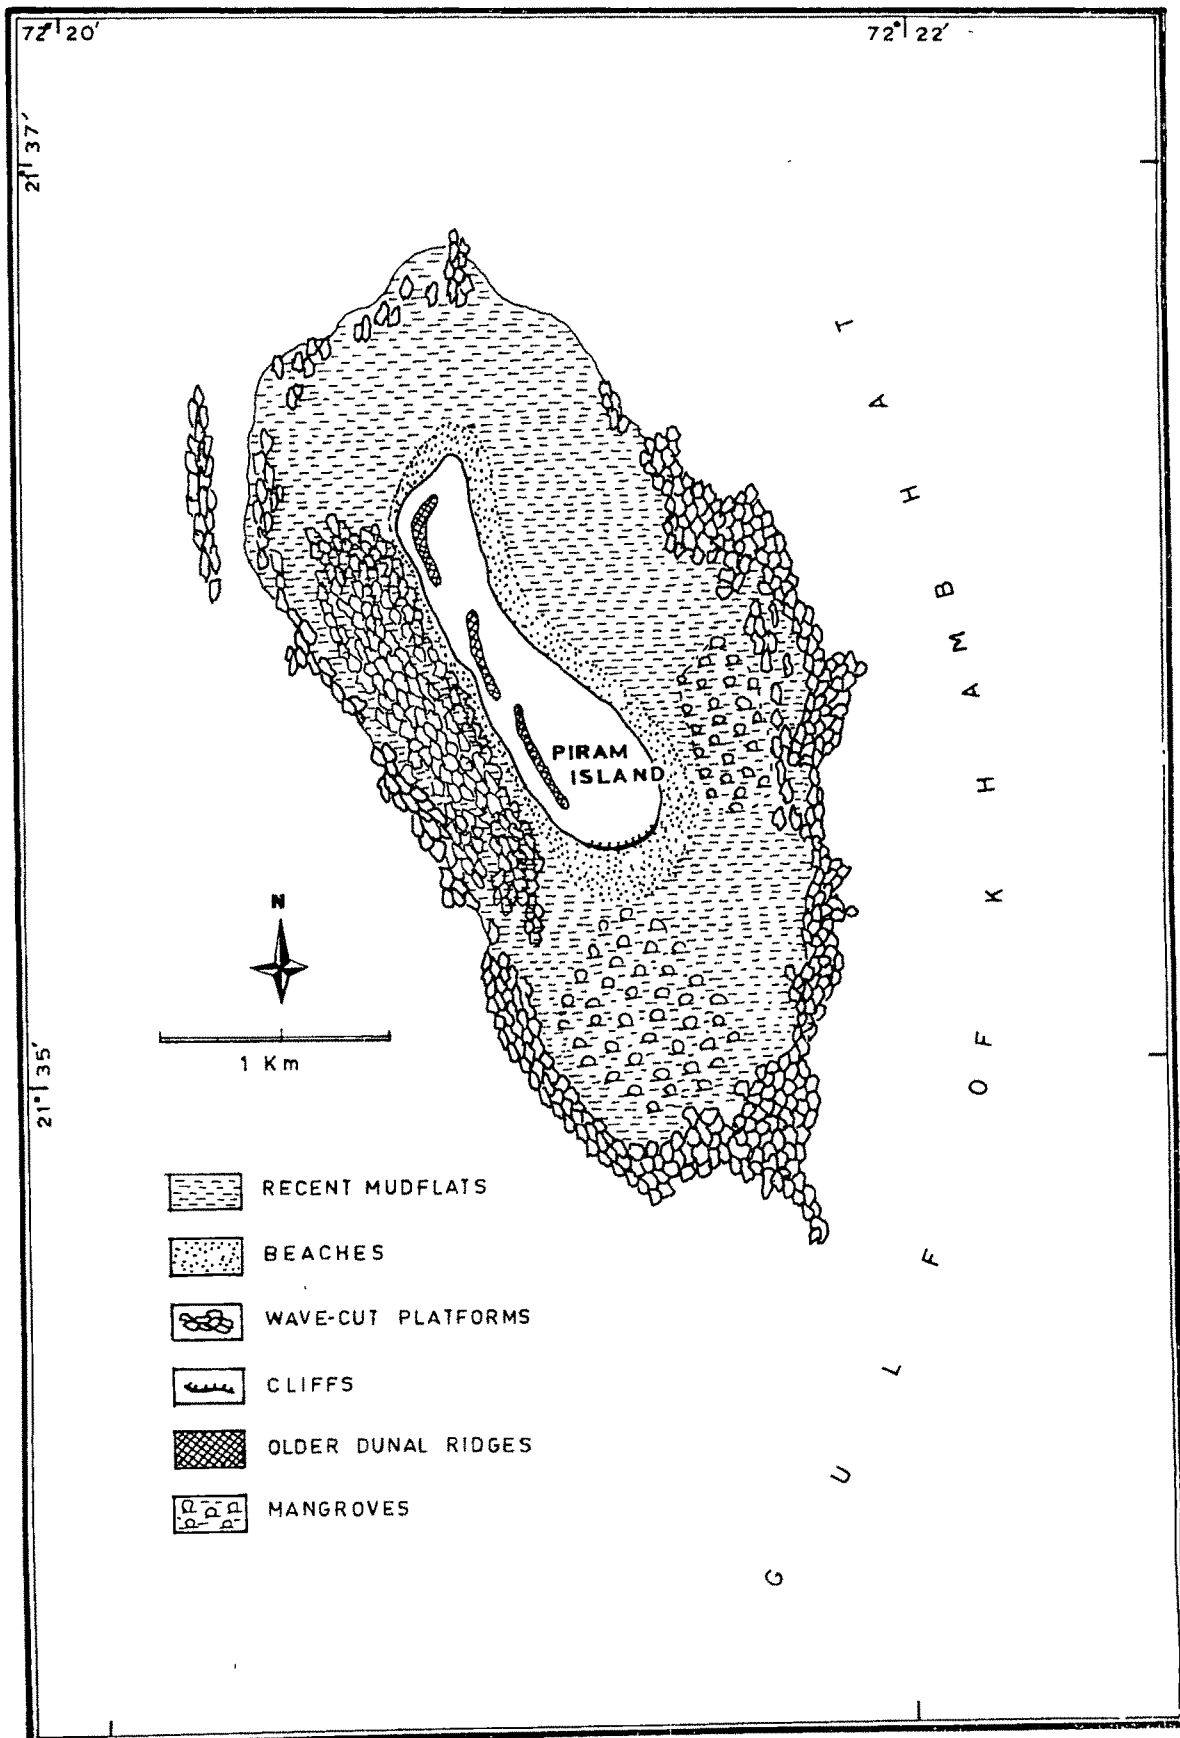 72° 20'
72° 22'
21° 37'
PIRAM
ISLAND
N
1 Km
21° 35'
GULF OF KHAMBHAT
RECENT MUDFLATS
BEACHES
WAVE-CUT PLATFORMS
CLIFFS
OLDER DUNAL RIDGES
MANGROVES